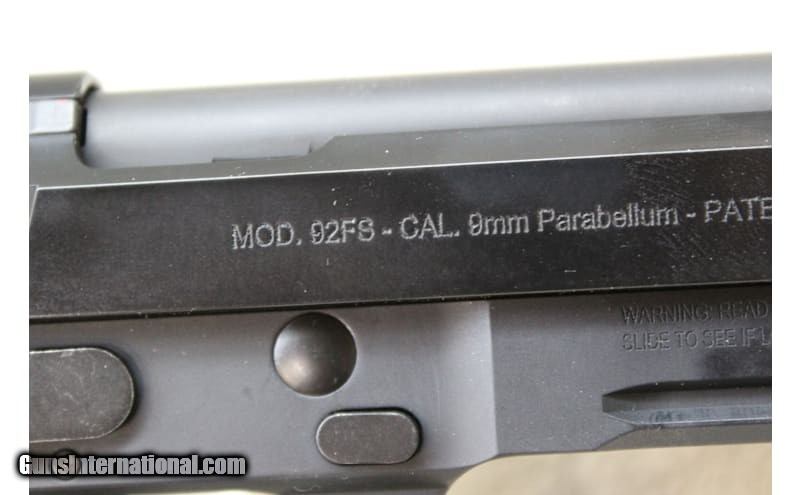 MOD. 92FS - CAL. 9mm Parabellum - PATE
WARNING: READ
SLIDE TO SEE IF L
GunsInternational.com